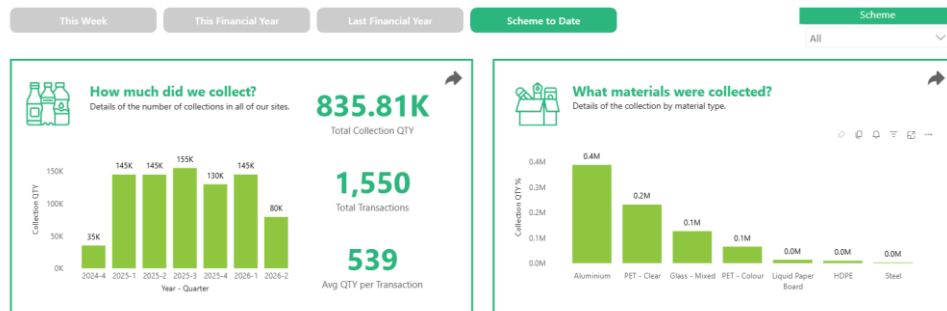 This Week
This Financial Year
Last Financial Year
Scheme to Date
Scheme
All
How much did we collect?
Details of the number of collections in all of our sites.
835.81K
Total Collection QTY
1,550
Total Transactions
539
Avg QTY per Transaction
Collection QTY
150K
100K
50K
0K
35K
145K
145K
155K
130K
145K
80K
2024-4 2025-1 2025-2 2025-3 2025-4 2026-1 2026-2
Year - Quarter
What materials were collected?
Details of the collection by material type.
Collection QTY %
0.4M
0.3M
0.2M
0.1M
0.0M
0.4M
0.2M
0.1M
0.1M
0.0M
0.0M
0.0M
Aluminium PET - Clear Glass - Mixed PET - Colour Liquid Paper HDPE Steel
Board